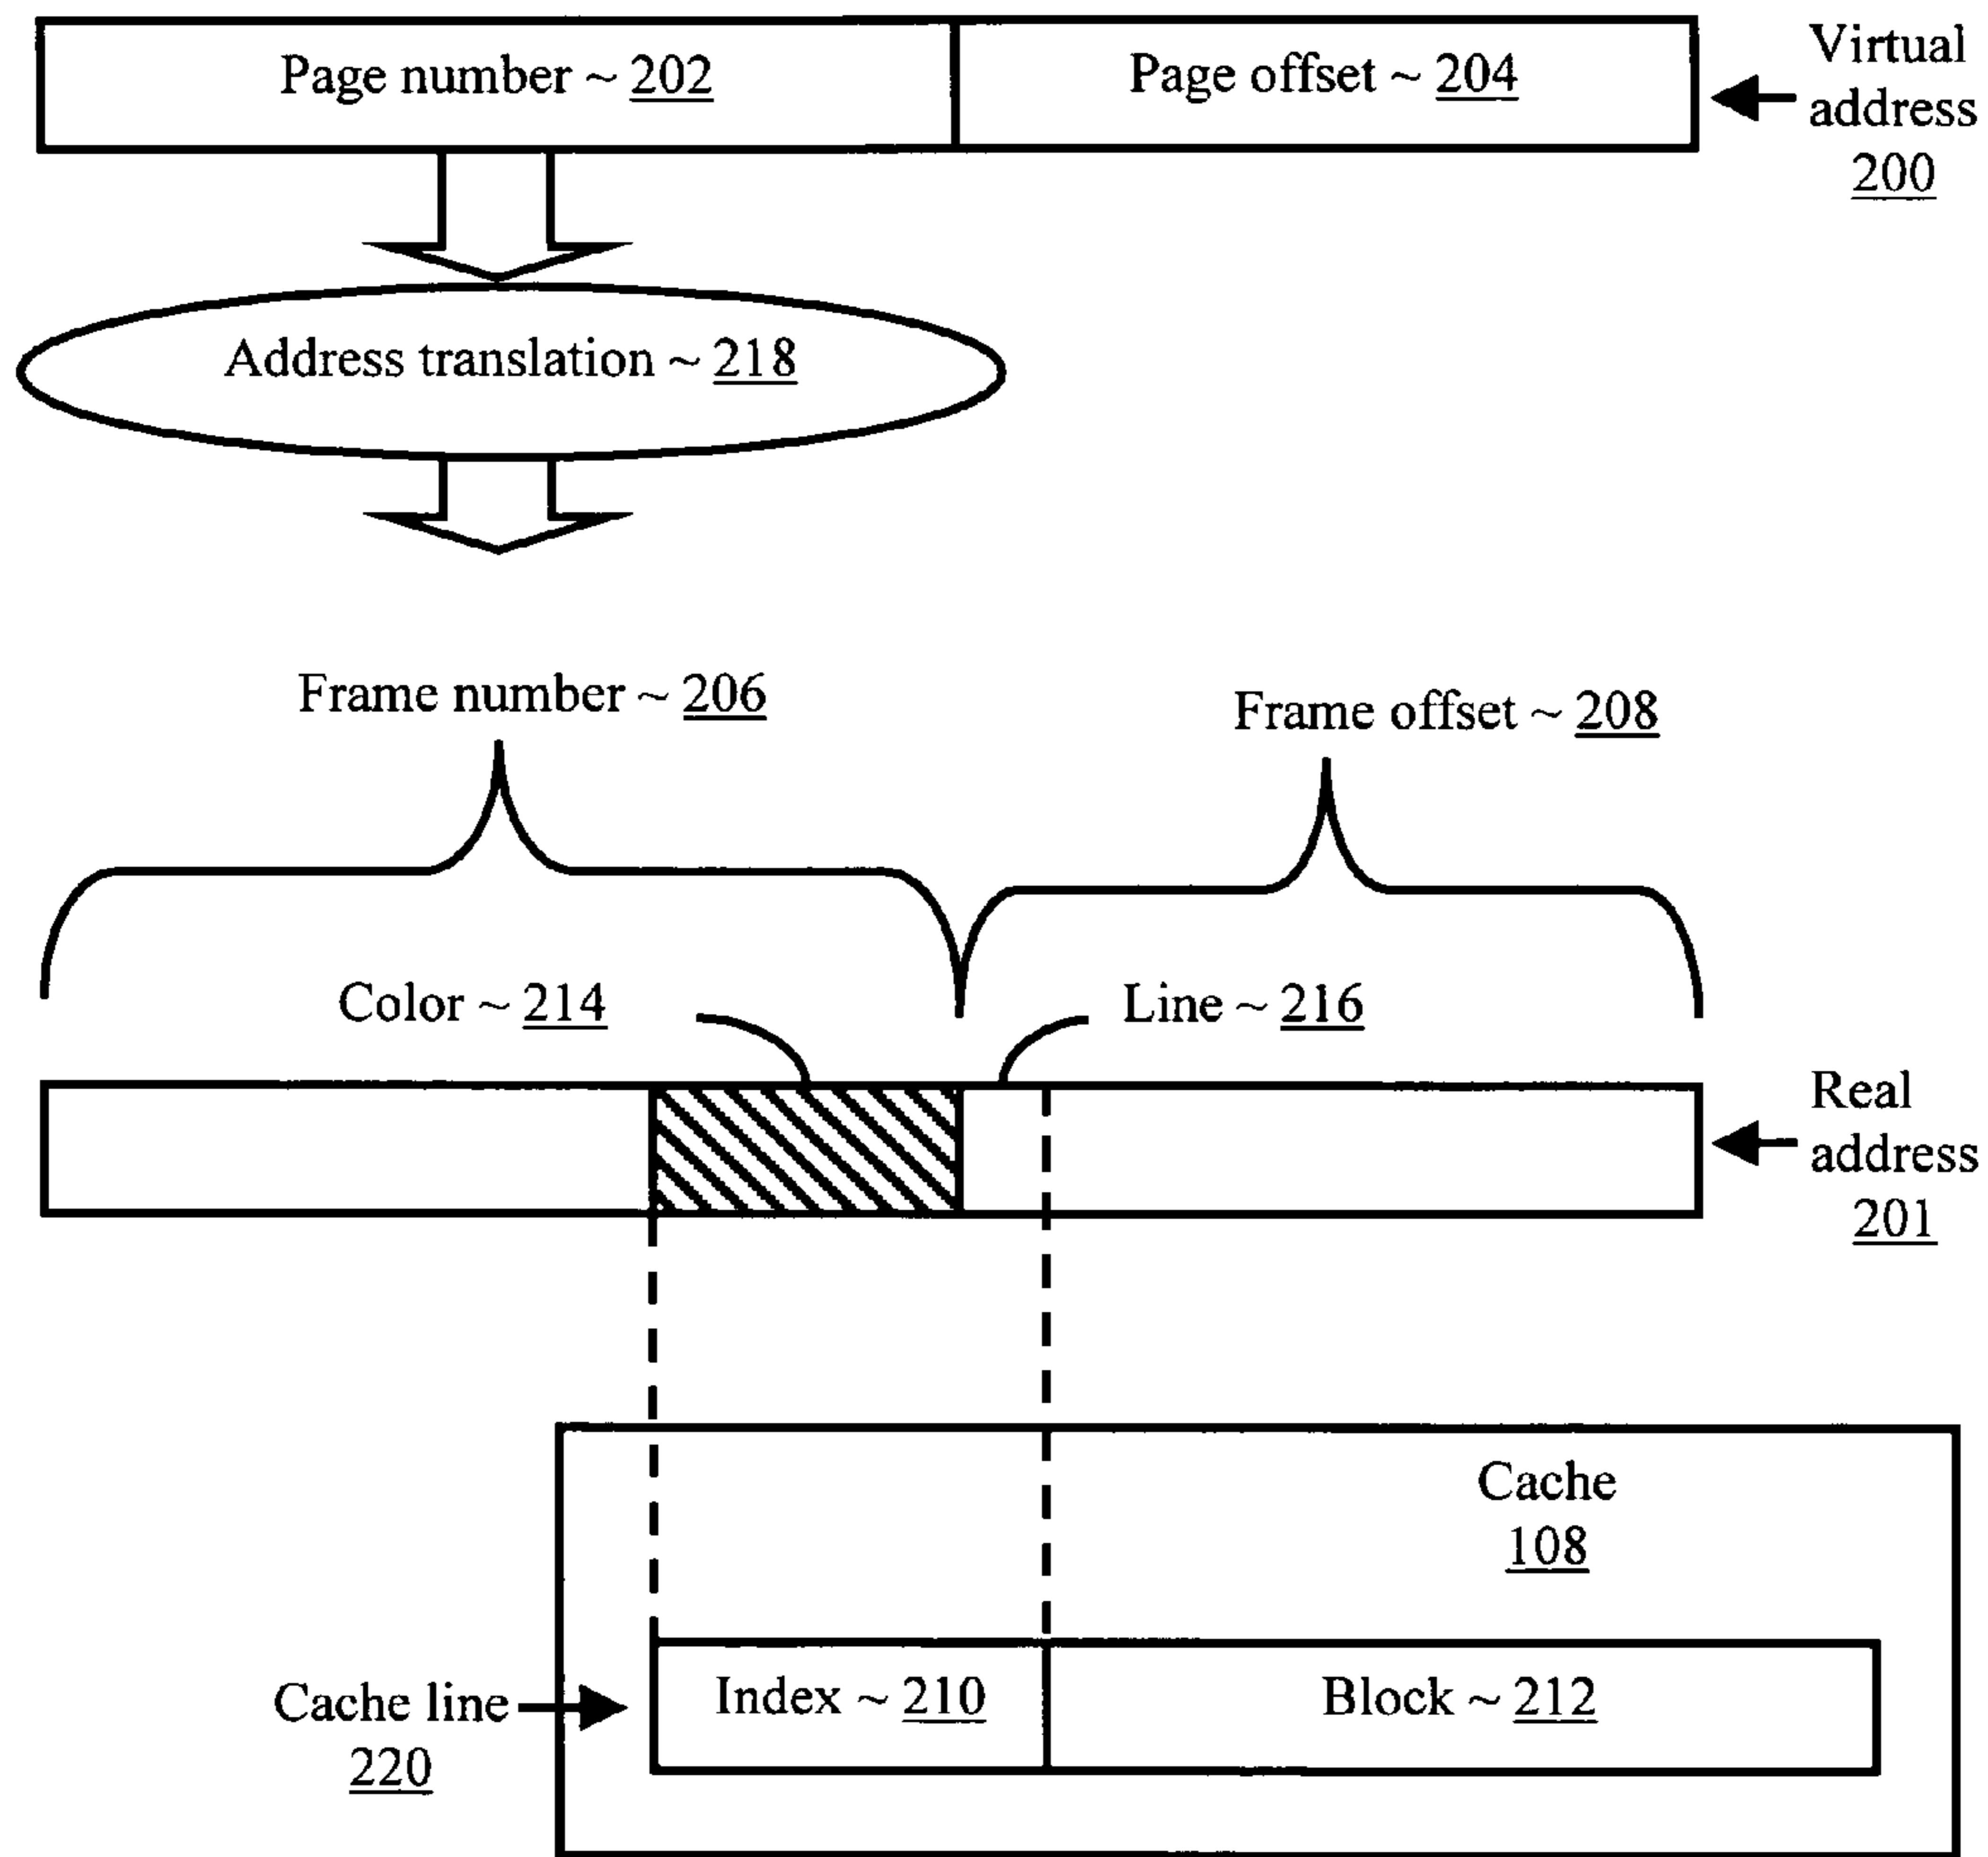 Page number ~ 202
Page offset ~ 204
Virtual
address
200
Address translation ~ 218
Frame number ~ 206
Frame offset ~ 208
Color ~ 214
Line ~ 216
Real
address
201
Cache
108
Cache line
220
Index ~ 210
Block ~ 212